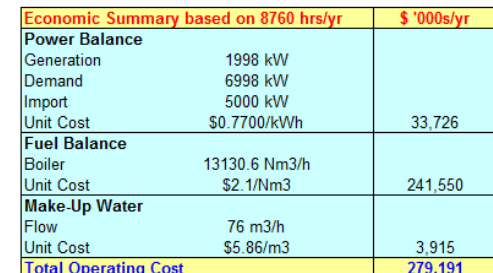 Economic Summary based on 8760 hrs/yr $ '000s/yr
Power Balance
Generation 1998 kW
Demand 6998 kW
Import 5000 kW
Unit Cost $0.7700/kWh 33,726
Fuel Balance
Boiler 13130.6 Nm3/h
Unit Cost $2.1/Nm3 241,550
Make-Up Water
Flow 76 m3/h
Unit Cost $5.86/m3 3,915
Total Operating Cost 279,191